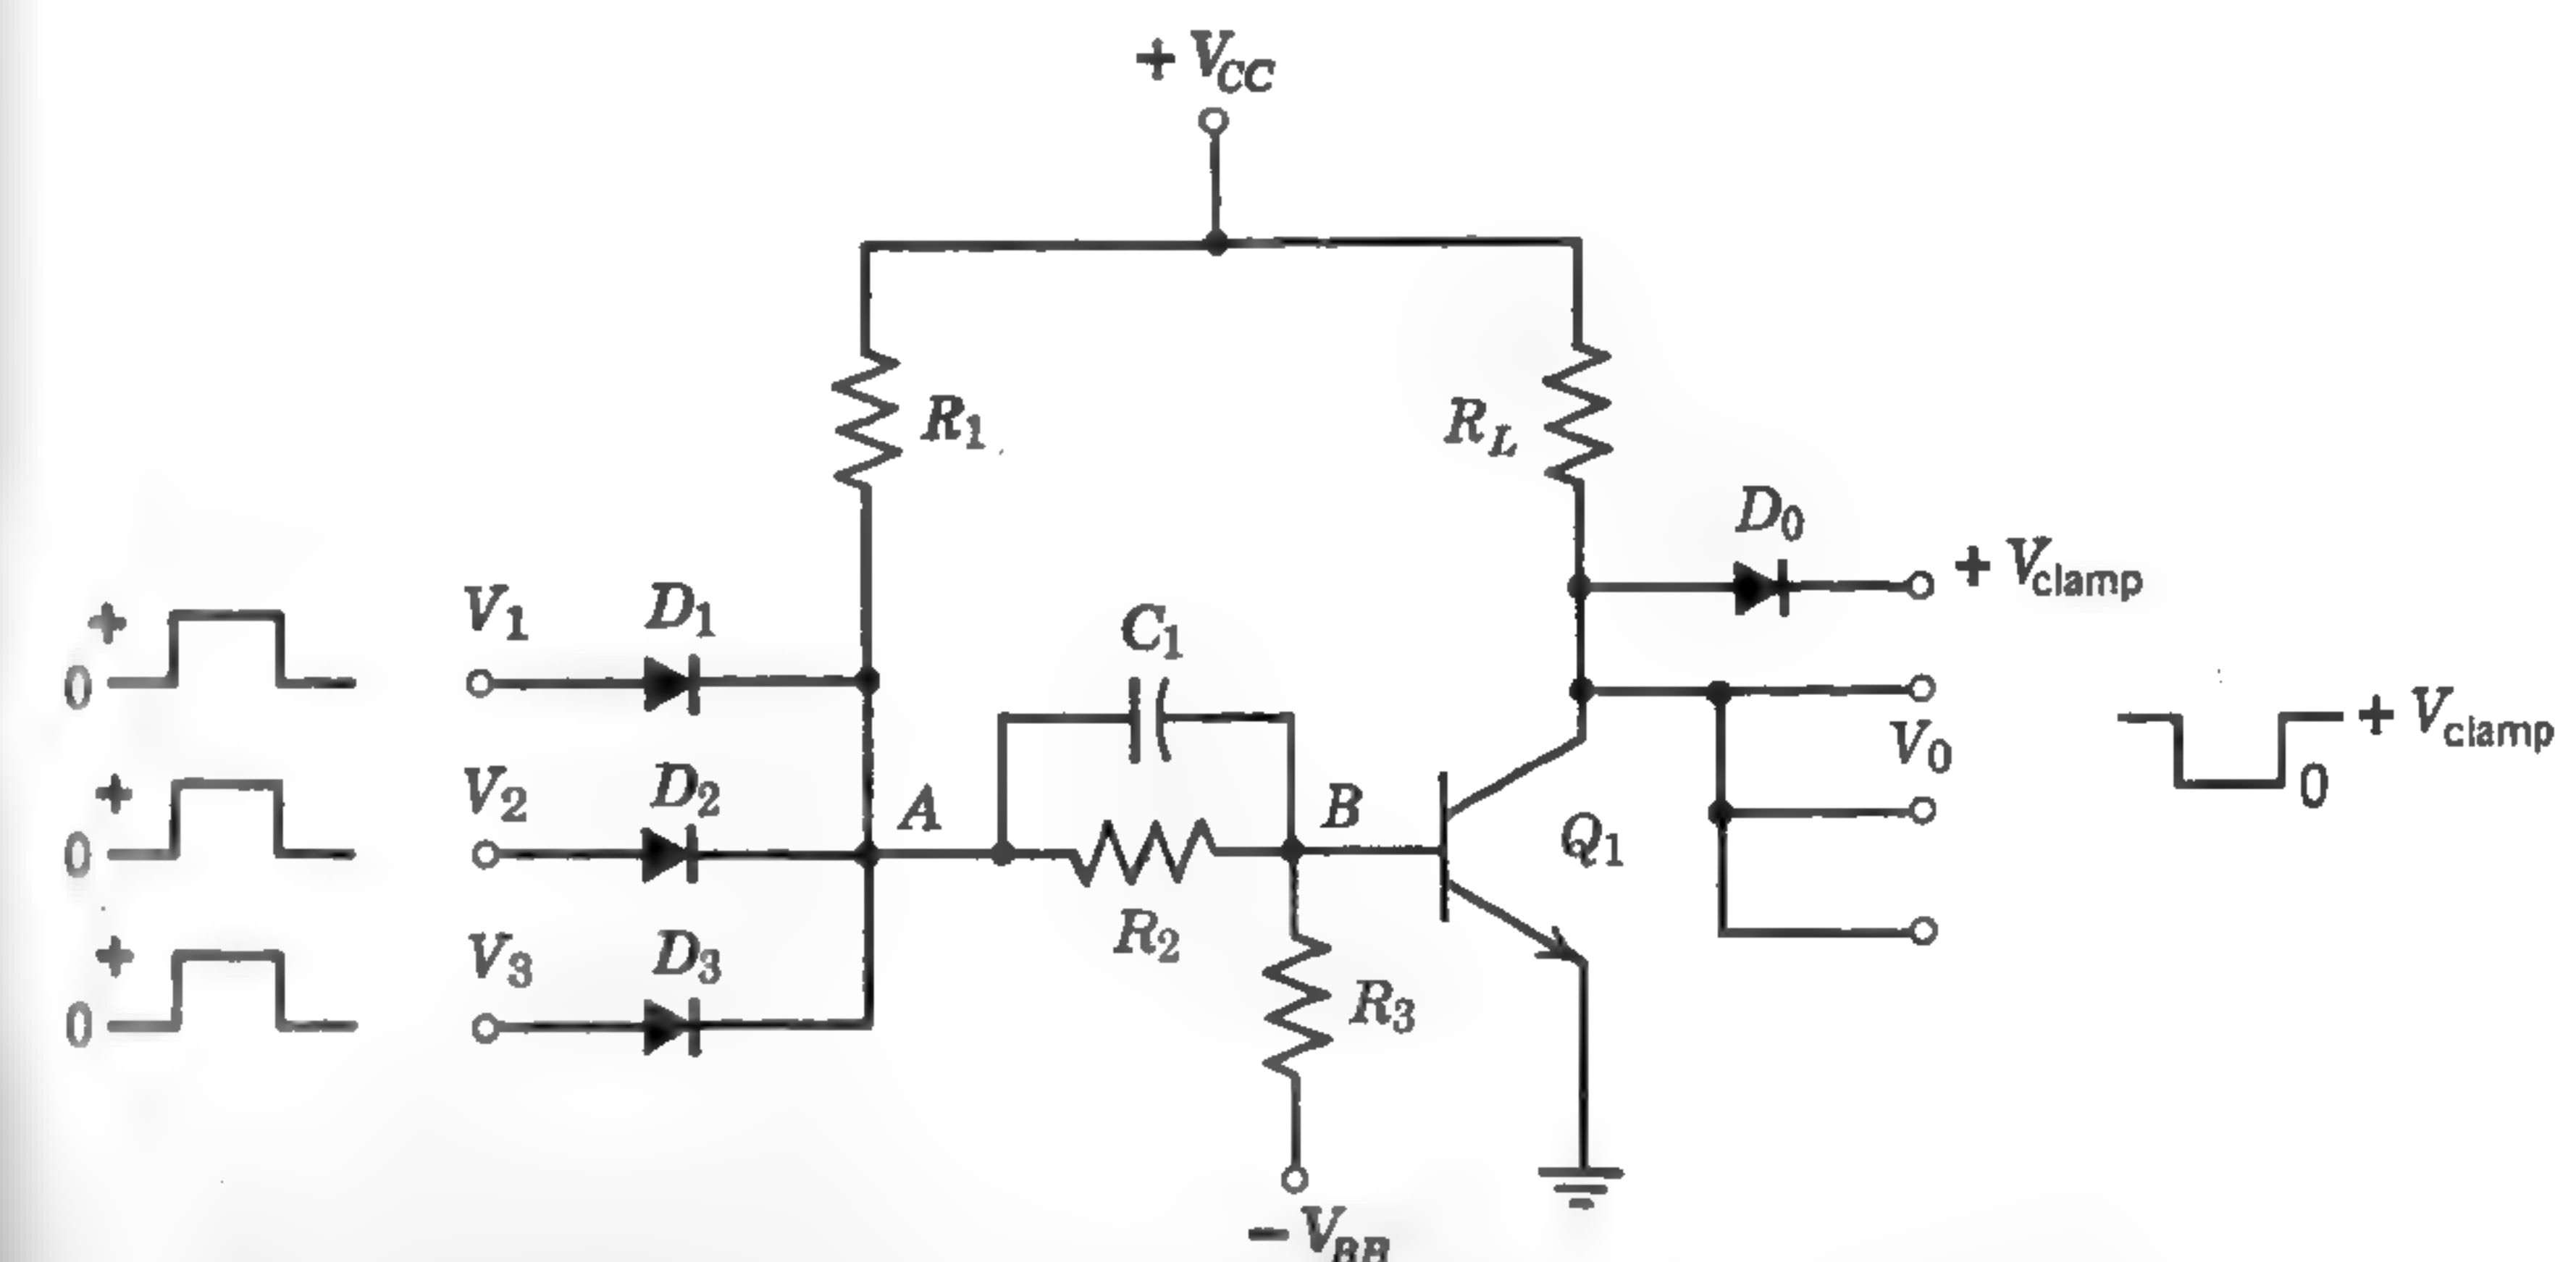 + V_CC
R_1
R_L
D_0
+ V_clamp
+
0
V_1
D_1
C_1
+
0
V_2
D_2
A
B
Q_1
V_0
+ V_clamp
0
R_2
+
0
V_3
D_3
R_3
− V_BB